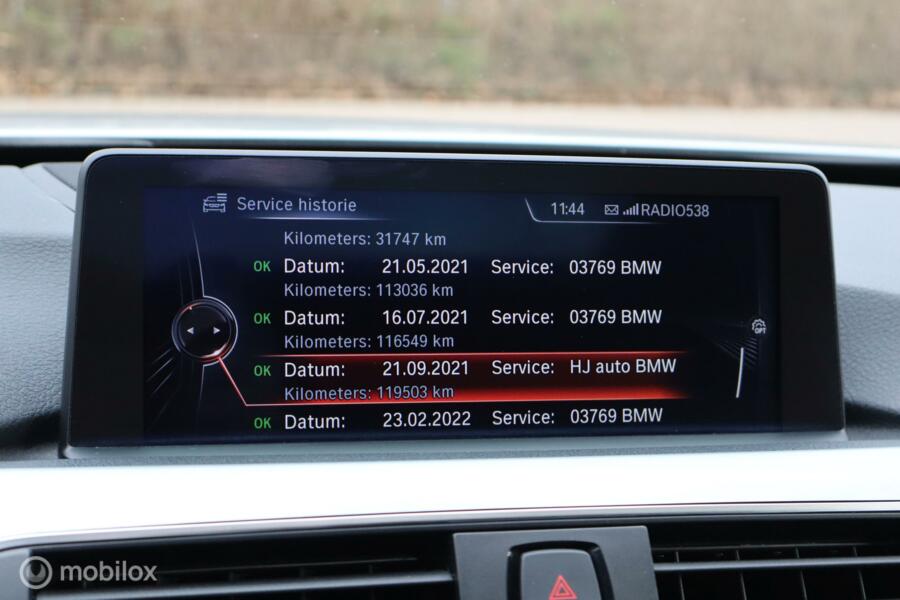 Service historie 11:44 RADIO538
Kilometers: 31747 km
OK Datum: 21.05.2021 Service: 03769 BMW
Kilometers: 113036 km
OK Datum: 16.07.2021 Service: 03769 BMW
Kilometers: 116549 km
OK Datum: 21.09.2021 Service: HJ auto BMW
Kilometers: 119503 km
OK Datum: 23.02.2022 Service: 03769 BMW
OPT
mobilox